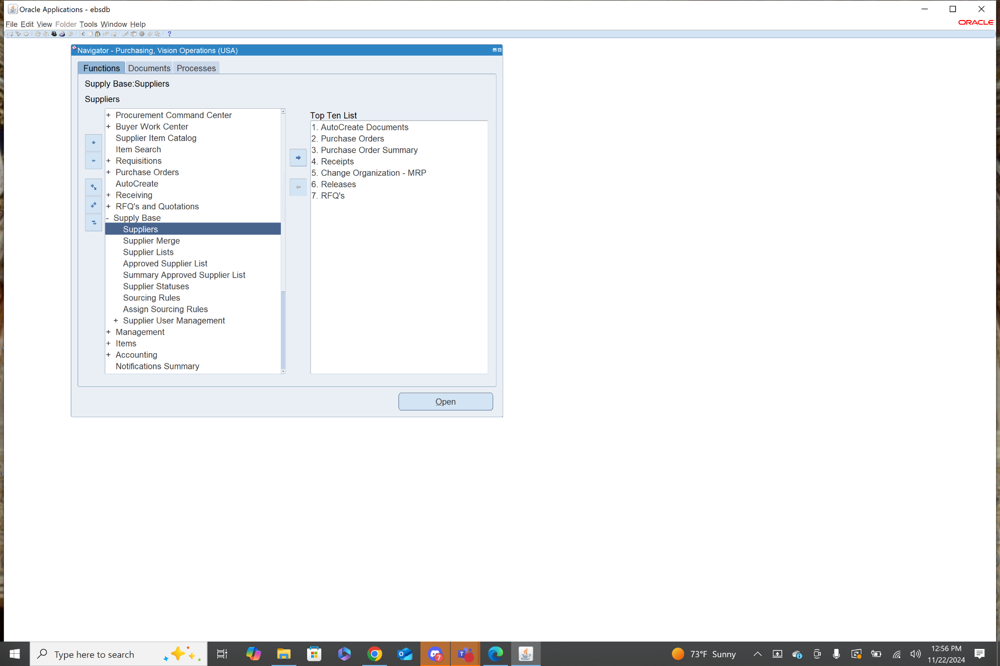 Oracle Applications - ebsdb
File Edit View Folder Tools Window Help
ORACLE
?
Navigator - Purchasing, Vision Operations (USA)
Functions Documents Processes
Supply Base:Suppliers
Suppliers
+ Procurement Command Center
+ Buyer Work Center
Supplier Item Catalog
Item Search
+ Requisitions
+ Purchase Orders
AutoCreate
+ Receiving
+ RFQ's and Quotations
- Supply Base
Suppliers
Supplier Merge
Supplier Lists
Approved Supplier List
Summary Approved Supplier List
Supplier Statuses
Sourcing Rules
Assign Sourcing Rules
+ Supplier User Management
+ Management
+ Items
+ Accounting
Notifications Summary
Top Ten List
1. AutoCreate Documents
2. Purchase Orders
3. Purchase Order Summary
4. Receipts
5. Change Organization - MRP
6. Releases
7. RFQ's
Open
Type here to search
7
73°F Sunny
12:56 PM
11/22/2024